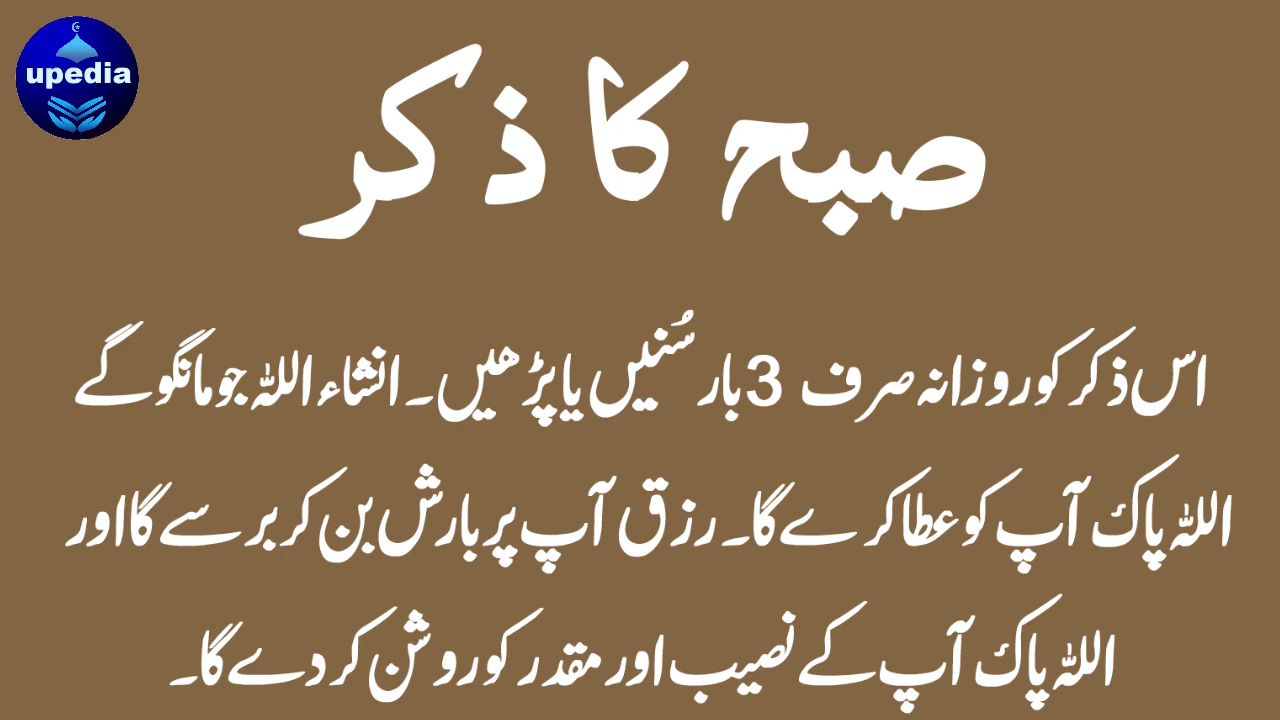 upedia
صبح کا ذکر
اس ذکر کو روزانہ صرف 3 بار سُنیں یا پڑھیں۔ انشاء اللہ جو مانگو گے
اللہ پاک آپ کو عطا کرے گا۔ رزق آپ پر بارش بن کر برسے گا اور
اللہ پاک آپ کے نصیب اور مقدر کو روشن کر دے گا۔